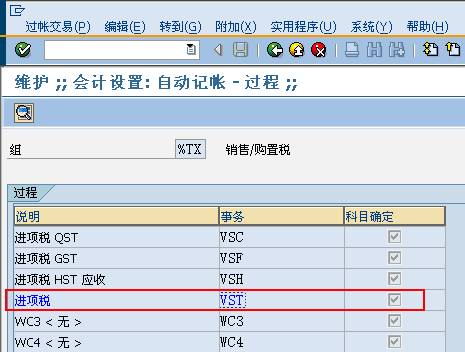 过帐交易(P) 编辑(E) 转到(G) 附加(X) 实用程序(U) 系统(Y) 帮助(H)
维护 ;; 会计设置: 自动记帐 - 过程 ;;
组 %TX 销售/购置税
过程
说明 事务 科目确定
进项税 QST VSC
进项税 GST VSF
进项税 HST 应收 VSH
进项税 VST
WC3 < 无 > WC3
WC4 < 无 > WC4